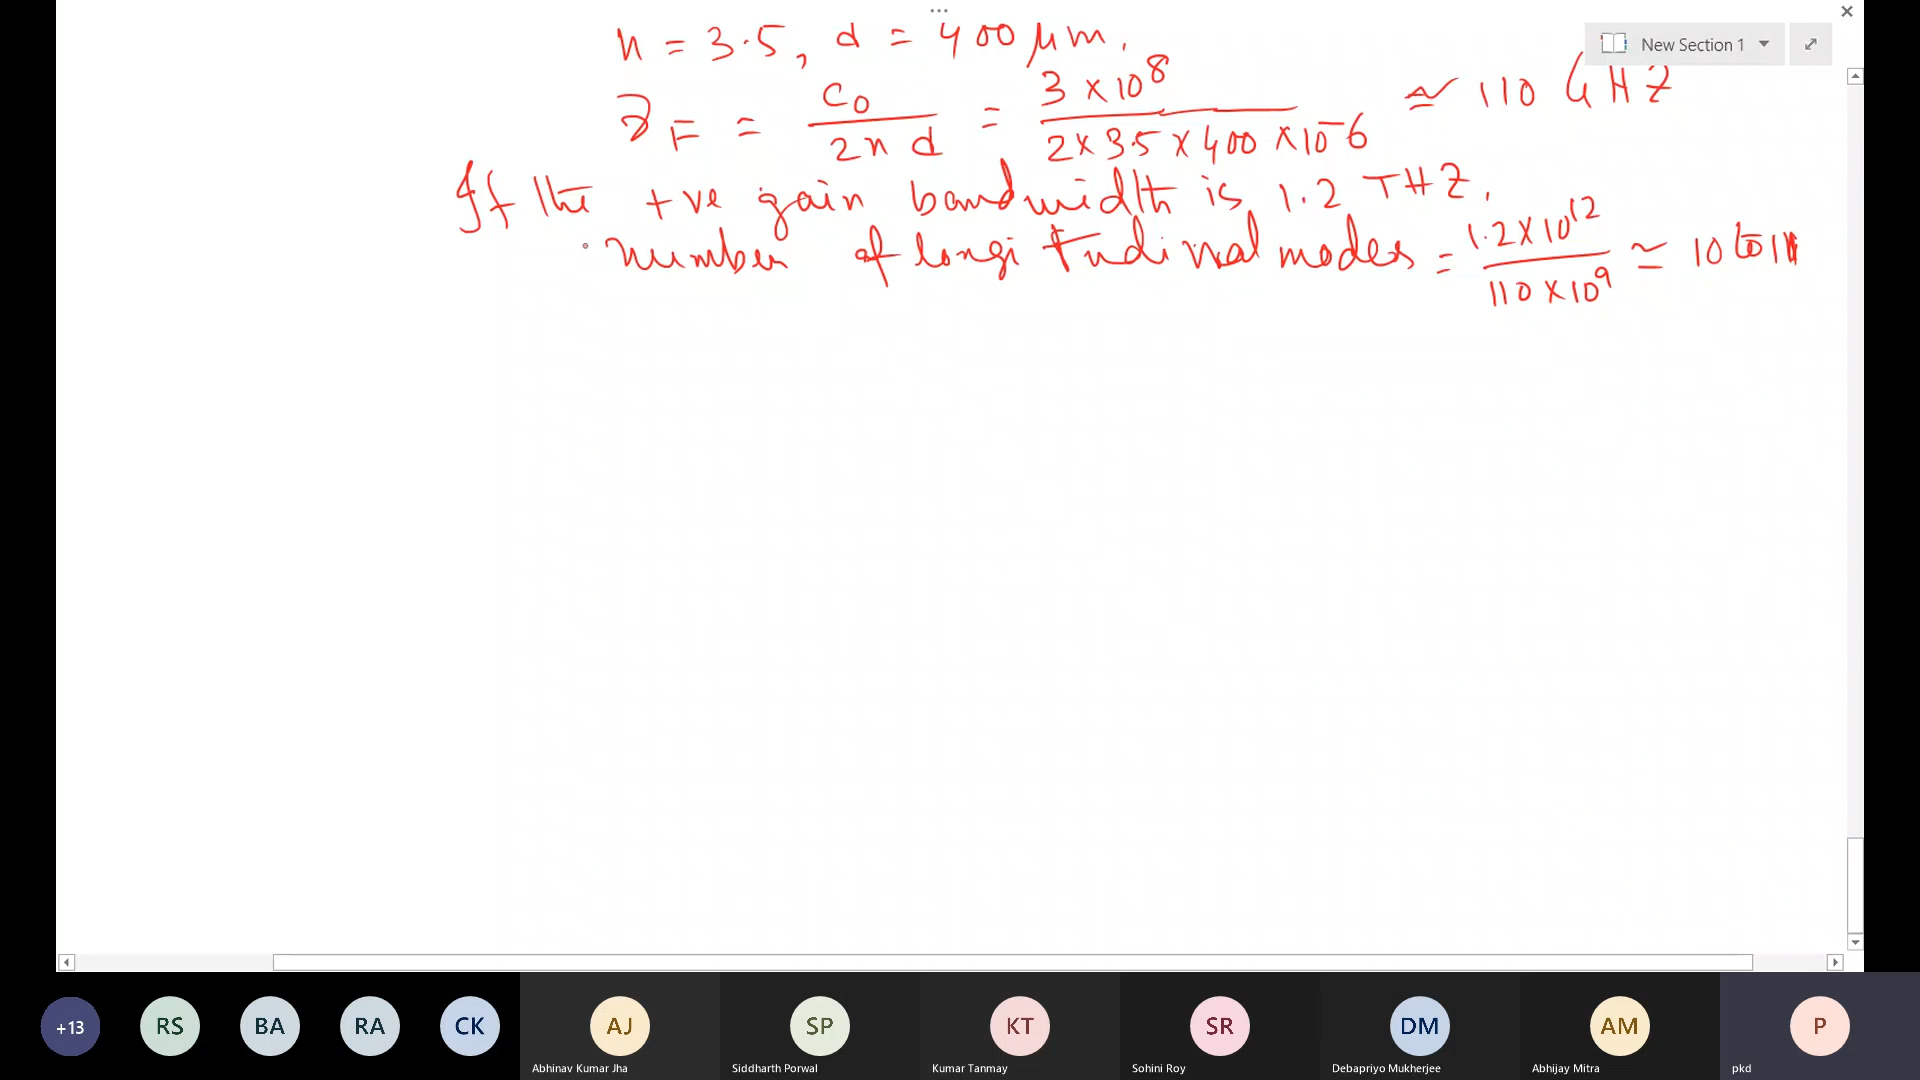 n = 3.5, d = 400 μm.
New Section 1
ν_F = c₀ / 2nd = 3 × 10⁸ / 2 × 3.5 × 400 × 10⁻⁶ ≃ 110 GHZ
If the +ve gain bandwidth is 1.2 THZ.
number of longitudinal modes = 1.2 × 10¹² / 110 × 10⁹ ≃ 10 to 11
+13
RS
BA
RA
CK
AJ
SP
KT
SR
DM
AM
P
Abhinav Kumar Jha
Siddharth Porwal
Kumar Tanmay
Sohini Roy
Debapriyo Mukherjee
Abhijay Mitra
pkd